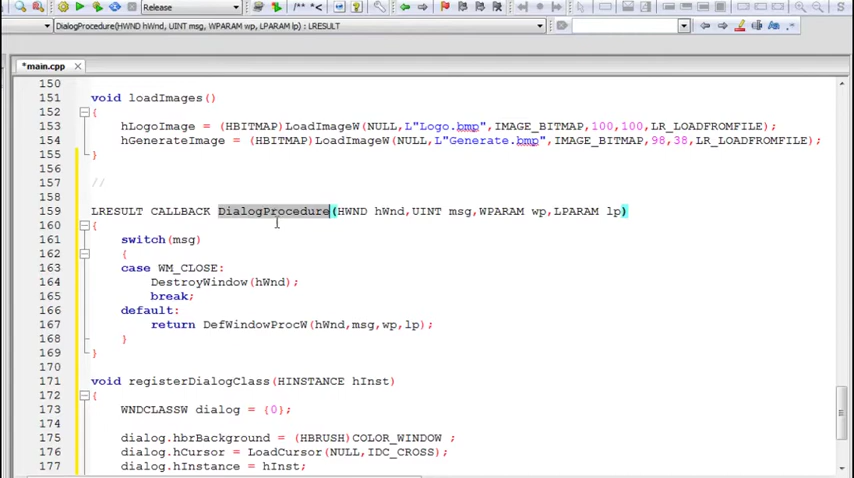 Release
/** *<
DialogProcedure(HWND hWnd, UINT msg, WPARAM wp, LPARAM lp) : LRESULT
Aa
.*
*main.cpp
150
151 void loadImages()
152 {
153 hLogoImage = (HBITMAP)LoadImageW(NULL,L"Logo.bmp",IMAGE_BITMAP,100,100,LR_LOADFROMFILE);
154 hGenerateImage = (HBITMAP)LoadImageW(NULL,L"Generate.bmp",IMAGE_BITMAP,98,38,LR_LOADFROMFILE);
155 }
156
157 //
158
159 LRESULT CALLBACK DialogProcedure(HWND hWnd,UINT msg,WPARAM wp,LPARAM lp)
160 {
161 switch(msg)
162 {
163 case WM_CLOSE:
164 DestroyWindow(hWnd);
165 break;
166 default:
167 return DefWindowProcW(hWnd,msg,wp,lp);
168 }
169 }
170
171 void registerDialogClass(HINSTANCE hInst)
172 {
173 WNDCLASSW dialog = {0};
174
175 dialog.hbrBackground = (HBRUSH)COLOR_WINDOW ;
176 dialog.hCursor = LoadCursor(NULL,IDC_CROSS);
177 dialog.hInstance = hInst;